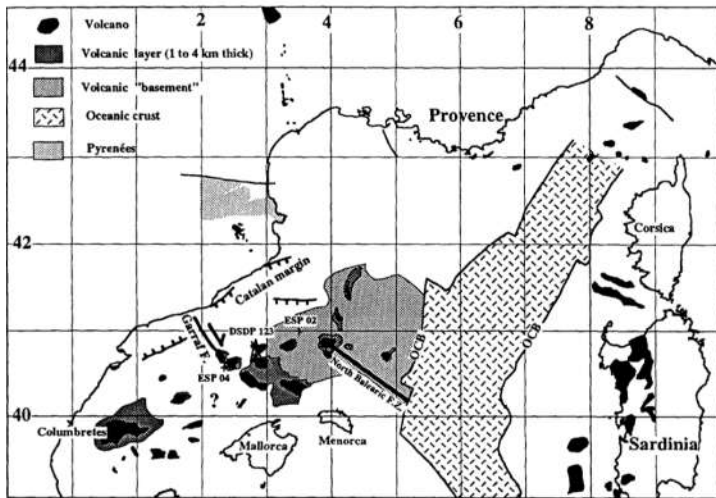 2
4
6
8
Volcano
Volcanic layer (1 to 4 km thick)
44
Volcanic "basement"
Oceanic crust
Provence
Pyrenées
42
Corsica
Catalan margin
ESP 02
DSDP 123
Garraf F.
OCB
OCB
North Balearic F.Z.
ESP 04
?
40
Columbretes
Mallorca
Menorca
Sardinia